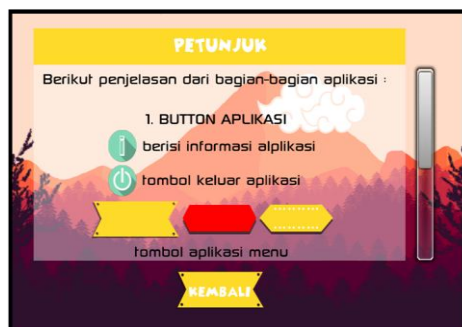 PETUNJUK
Berikut penjelasan dari bagian-bagian aplikasi :
1. BUTTON APLIKASI
berisi informasi alplikasi
tombol keluar aplikasi
tombol aplikasi menu
KEMBALI